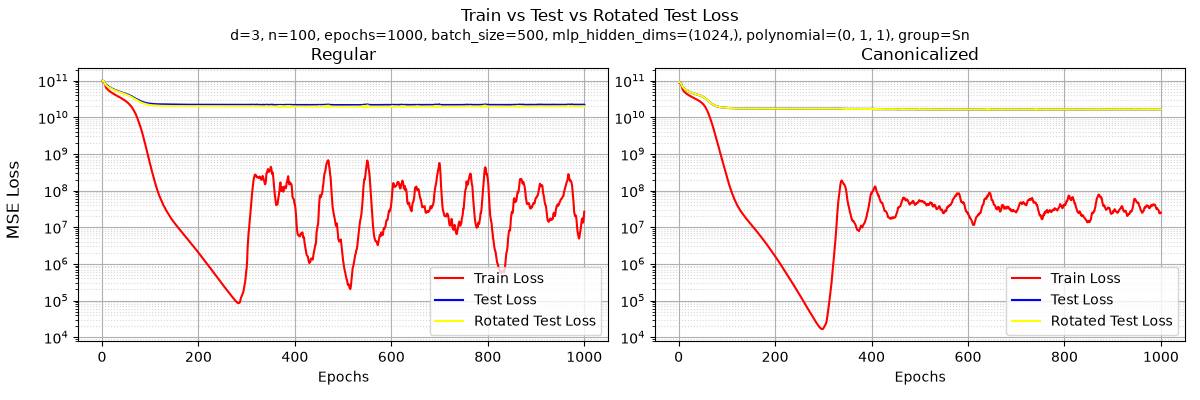 Train vs Test vs Rotated Test Loss
d=3, n=100, epochs=1000, batch_size=500, mlp_hidden_dims=(1024,), polynomial=(0, 1, 1), group=Sn
Regular
Canonicalized
MSE Loss
10¹¹
10¹⁰
10⁹
10⁸
10⁷
10⁶
10⁵
10⁴
Train Loss
Test Loss
Rotated Test Loss
0 200 400 600 800 1000
Epochs
10¹¹
10¹⁰
10⁹
10⁸
10⁷
10⁶
10⁵
10⁴
Train Loss
Test Loss
Rotated Test Loss
0 200 400 600 800 1000
Epochs